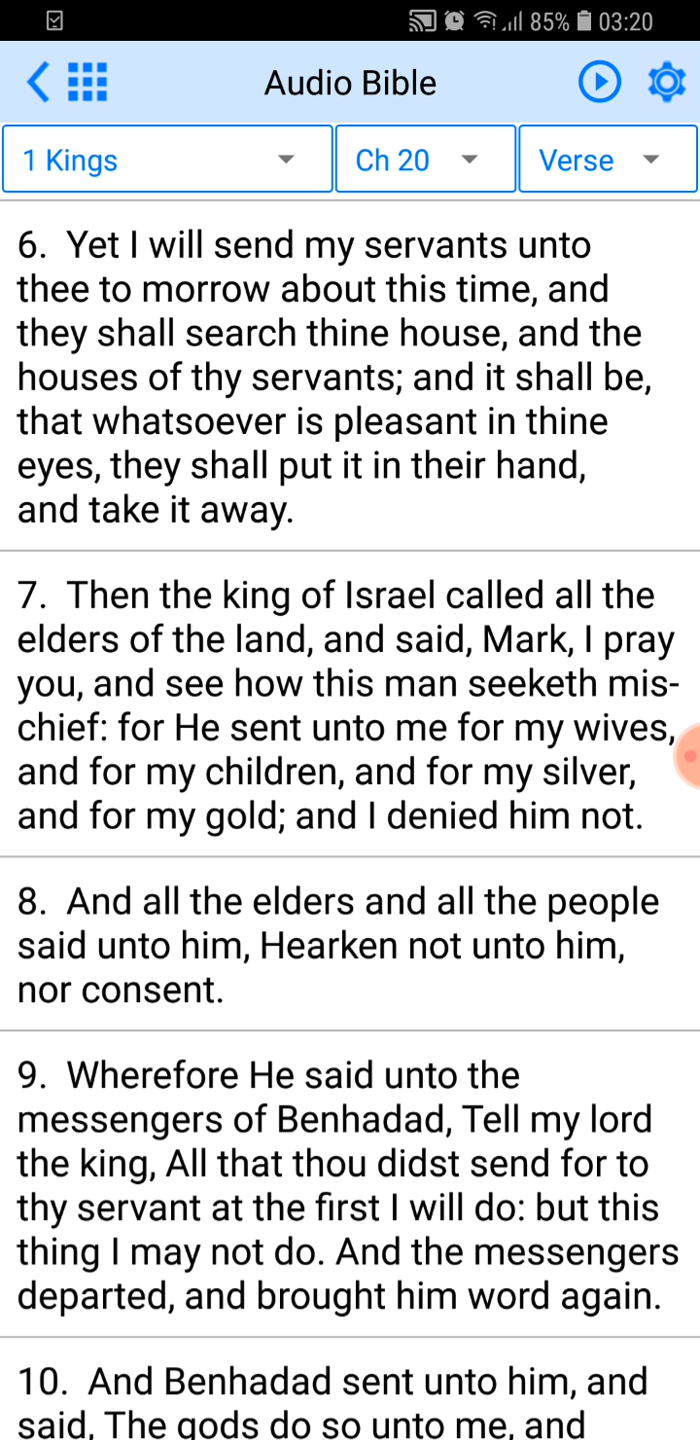 85% 03:20
Audio Bible
1 Kings Ch 20 Verse
6. Yet I will send my servants unto
thee to morrow about this time, and
they shall search thine house, and the
houses of thy servants; and it shall be,
that whatsoever is pleasant in thine
eyes, they shall put it in their hand,
and take it away.
7. Then the king of Israel called all the
elders of the land, and said, Mark, I pray
you, and see how this man seeketh mis-
chief: for He sent unto me for my wives,
and for my children, and for my silver,
and for my gold; and I denied him not.
8. And all the elders and all the people
said unto him, Hearken not unto him,
nor consent.
9. Wherefore He said unto the
messengers of Benhadad, Tell my lord
the king, All that thou didst send for to
thy servant at the first I will do: but this
thing I may not do. And the messengers
departed, and brought him word again.
10. And Benhadad sent unto him, and
said, The gods do so unto me, and